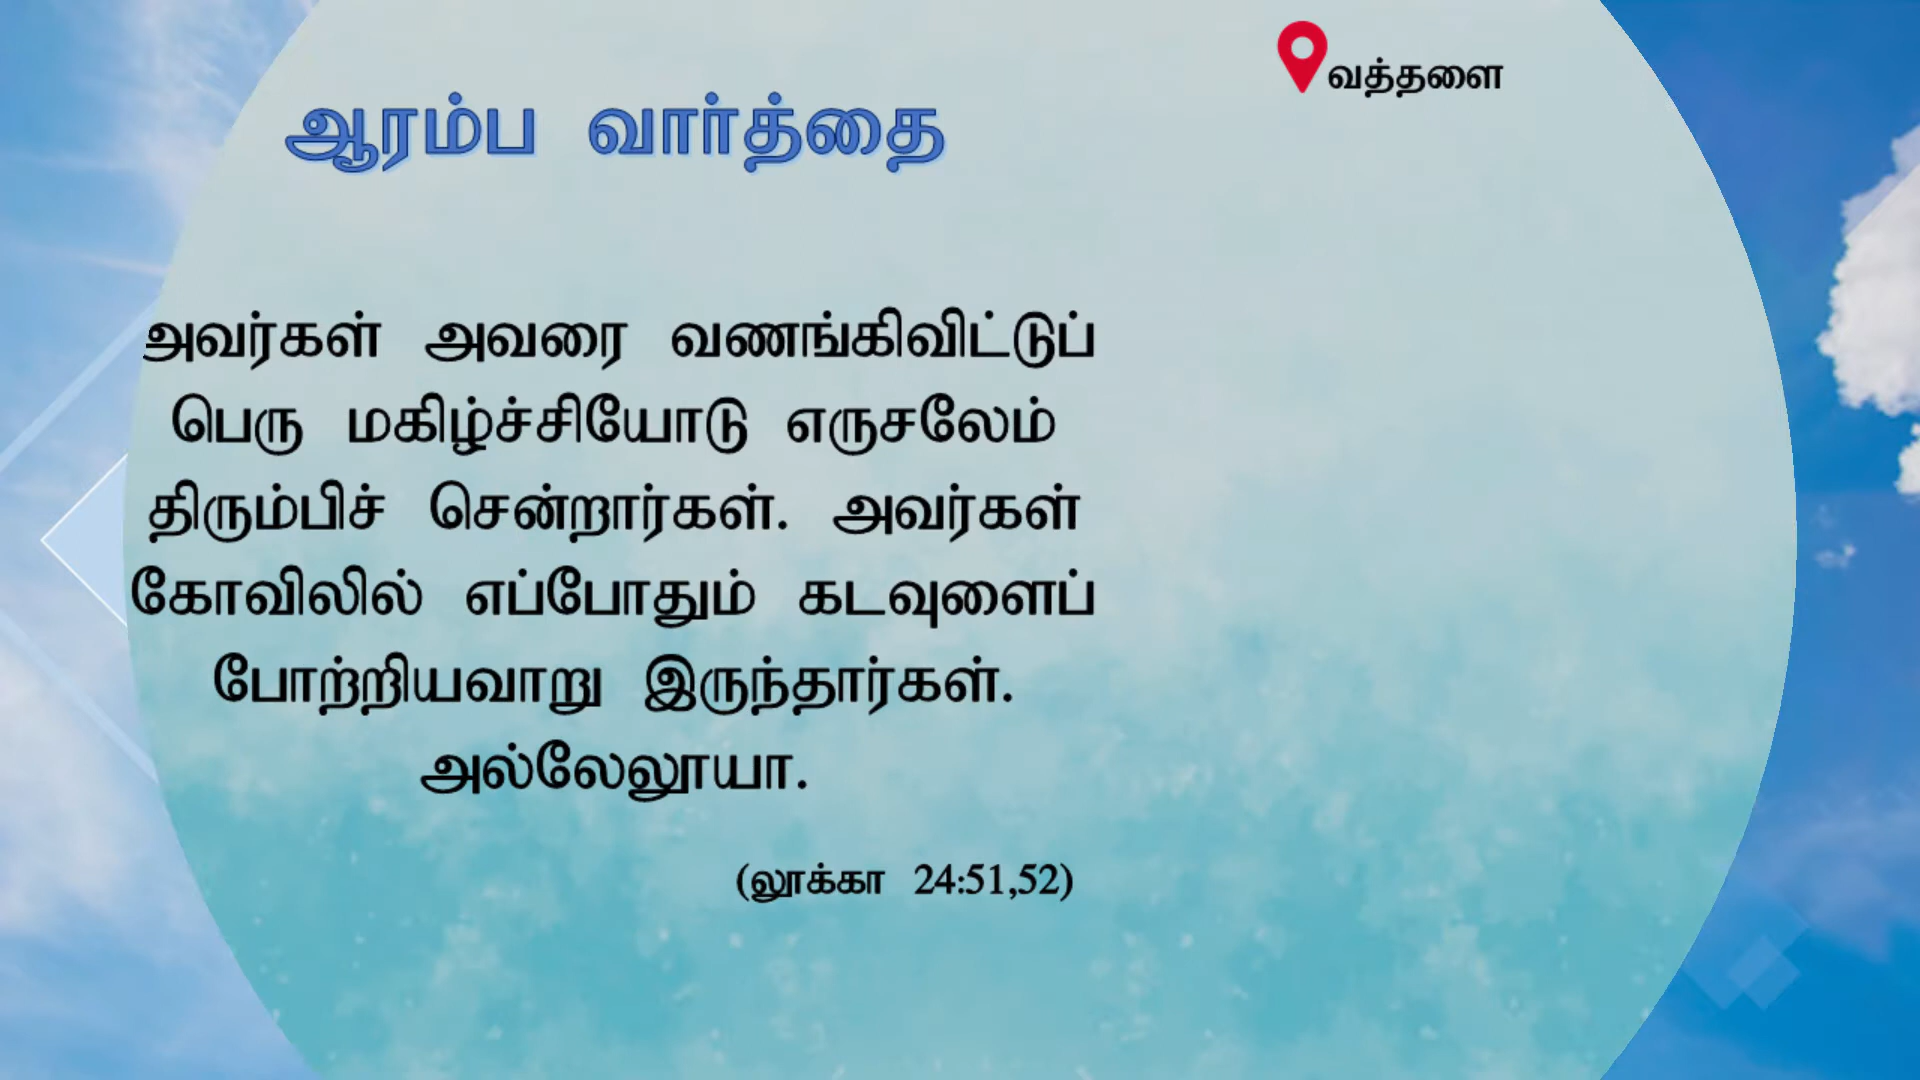 வத்தளை
ஆரம்ப வார்த்தை
அவர்கள் அவரை வணங்கிவிட்டுப்
பெரு மகிழ்ச்சியோடு எருசலேம்
திரும்பிச் சென்றார்கள். அவர்கள்
கோவிலில் எப்போதும் கடவுளைப்
போற்றியவாறு இருந்தார்கள்.
அல்லேலூயா.
(லூக்கா 24:51,52)